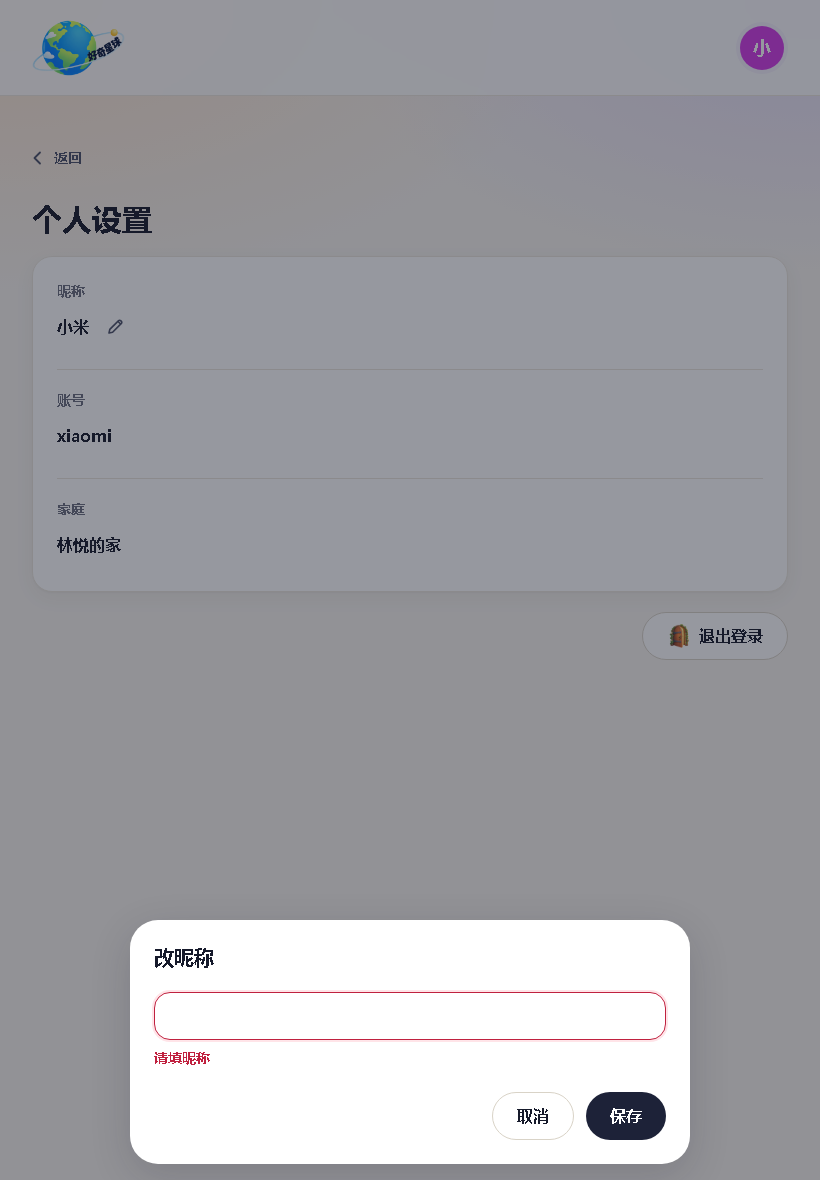 好奇星球
小
返回
个人设置
昵称
小米
账号
xiaomi
家庭
林悦的家
退出登录
改昵称
请填昵称
取消
保存